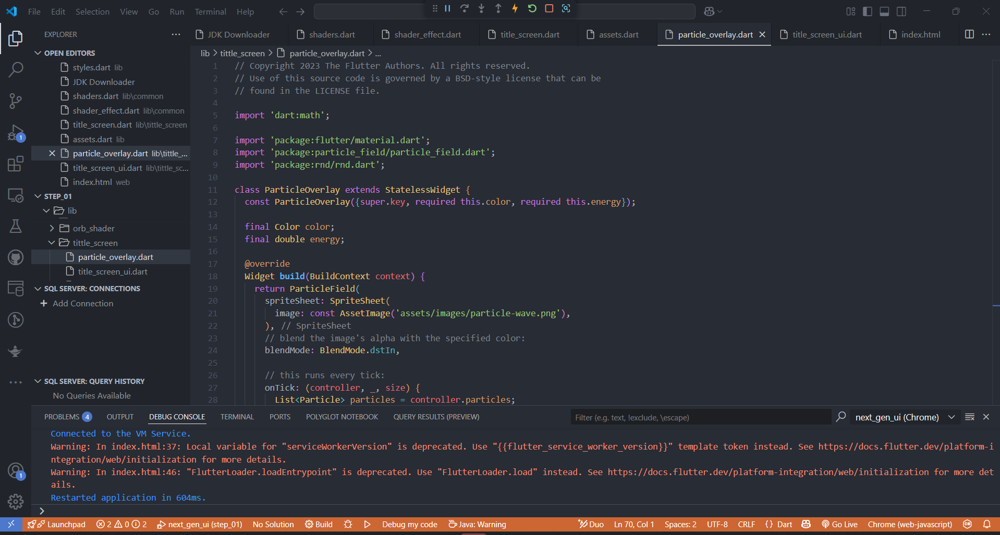 File Edit Selection View Go Run Terminal Help
EXPLORER
JDK Downloader shaders.dart shader_effect.dart title_screen.dart assets.dart particle_overlay.dart title_screen_ui.dart index.html
OPEN EDITORS
styles.dart lib
JDK Downloader
shaders.dart lib\common
shader_effect.dart lib\common
title_screen.dart lib\tittle_screen
assets.dart lib
particle_overlay.dart lib\tittle_...
title_screen_ui.dart lib\tittle_sc...
index.html web
STEP_01
lib
orb_shader
tittle_screen
particle_overlay.dart
title_screen_ui.dart
SQL SERVER: CONNECTIONS
Add Connection
SQL SERVER: QUERY HISTORY
No Queries Available
1
1
lib > tittle_screen > particle_overlay.dart > ...
1 // Copyright 2023 The Flutter Authors. All rights reserved.
2 // Use of this source code is governed by a BSD-style license that can be
3 // found in the LICENSE file.
4
5 import 'dart:math';
6
7 import 'package:flutter/material.dart';
8 import 'package:particle_field/particle_field.dart';
9 import 'package:rnd/rnd.dart';
10
11 class ParticleOverlay extends StatelessWidget {
12 const ParticleOverlay({super.key, required this.color, required this.energy});
13
14 final Color color;
15 final double energy;
16
17 @override
18 Widget build(BuildContext context) {
19 return ParticleField(
20 spriteSheet: SpriteSheet(
21 image: const AssetImage('assets/images/particle-wave.png'),
22 ), // SpriteSheet
23 // blend the image's alpha with the specified color:
24 blendMode: BlendMode.dstIn,
25
26 // this runs every tick:
27 onTick: (controller, _, size) {
28 List<Particle> particles = controller.particles;
PROBLEMS 4 OUTPUT DEBUG CONSOLE TERMINAL PORTS POLYGLOT NOTEBOOK QUERY RESULTS (PREVIEW) Filter (e.g. text, !exclude, \escape) next_gen_ui (Chrome)
Connected to the VM Service.
Warning: In index.html:37: Local variable for "serviceWorkerVersion" is deprecated. Use "{{flutter_service_worker_version}}" template token instead. See https://docs.flutter.dev/platform-i
ntegration/web/initialization for more details.
Warning: In index.html:46: "FlutterLoader.loadEntrypoint" is deprecated. Use "FlutterLoader.load" instead. See https://docs.flutter.dev/platform-integration/web/initialization for more det
ails.
Restarted application in 604ms.
>
Launchpad 2 0 2 next_gen_ui (step_01) No Solution Build Debug my code Java: Warning Duo Ln 70, Col 1 Spaces: 2 UTF-8 CRLF {} Dart Go Live Chrome (web-javascript)